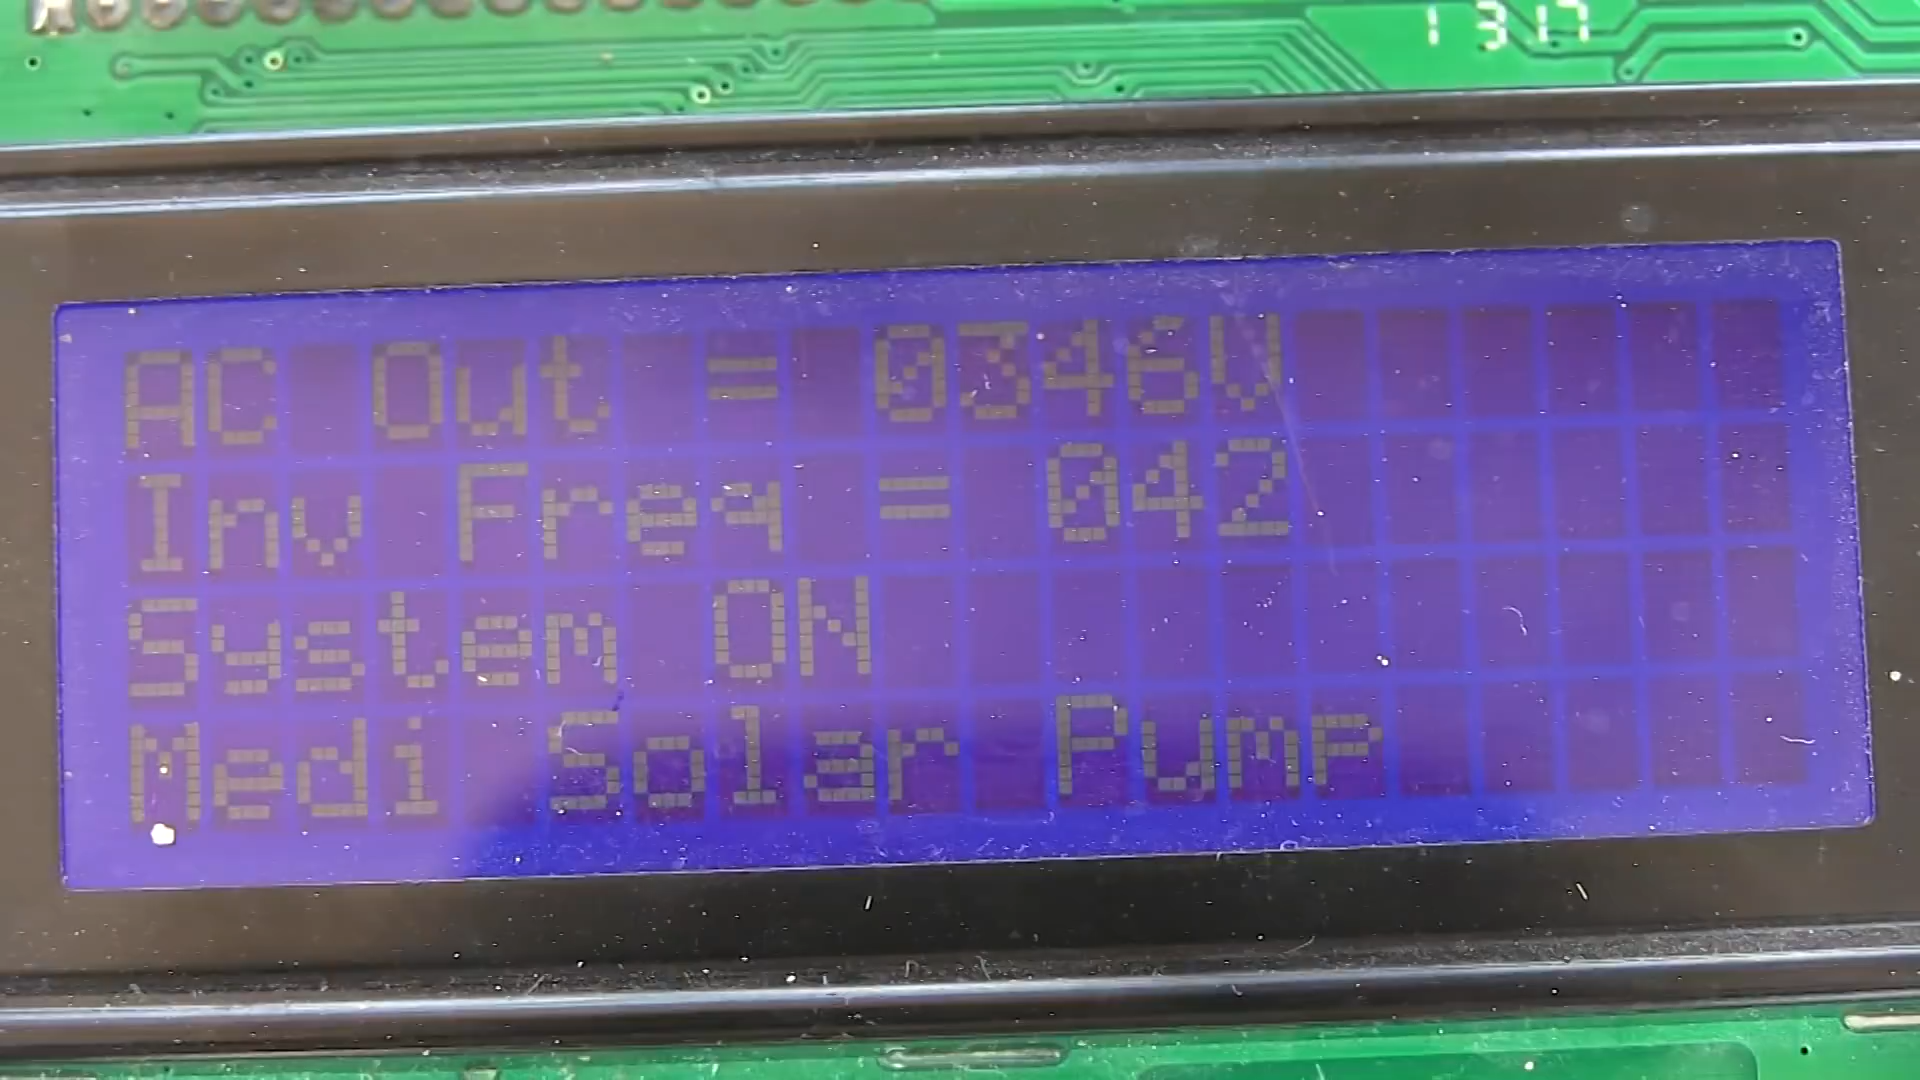 1317
AC Out = 0346V
Inv Freq = 042
System ON
Medi Solar Pump